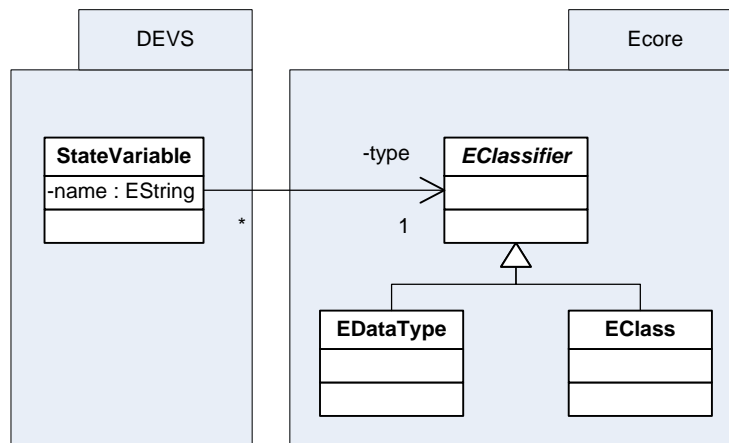 DEVS
Ecore
StateVariable
-name : EString
-type
EClassifier
*
1
EDataType
EClass